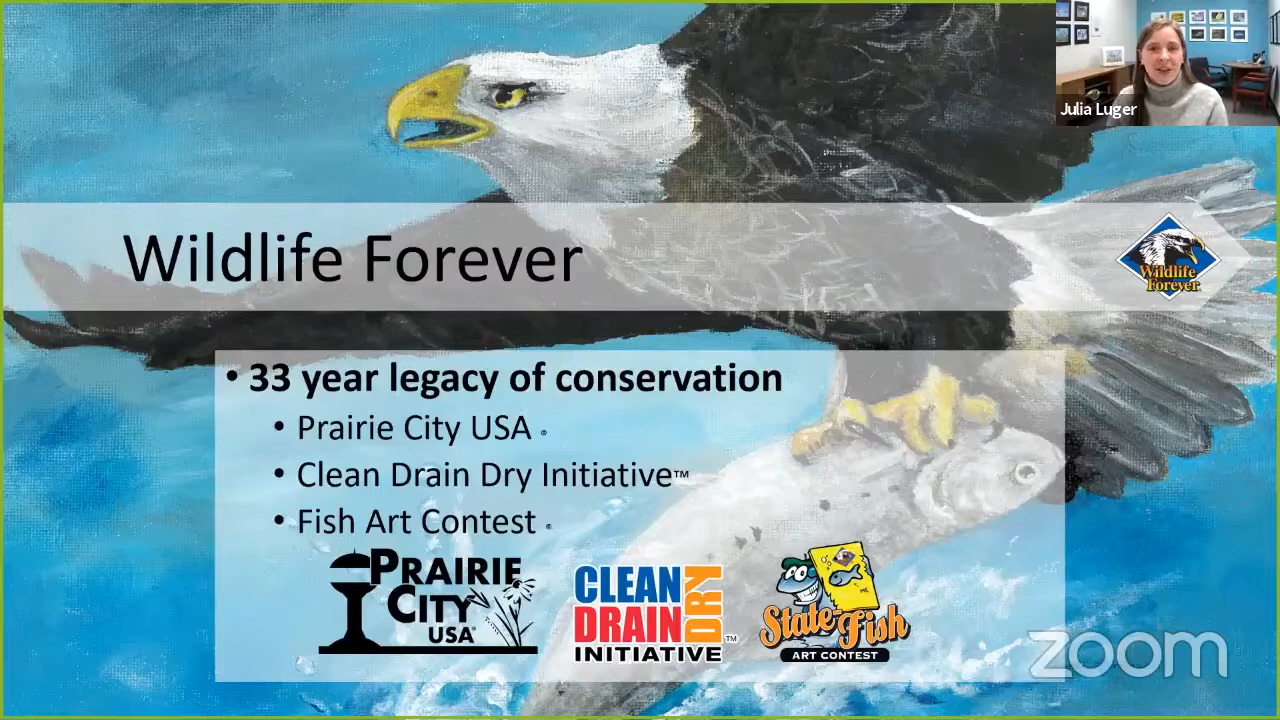 Julia Luger
Wildlife Forever
Wildlife
Forever
• 33 year legacy of conservation
• Prairie City USA ®
• Clean Drain Dry Initiative™
• Fish Art Contest ®
PRAIRIE
CITY
USA®
CLEAN
DRAIN
DRY
INITIATIVE
TM
State-Fish
ART CONTEST
zoom